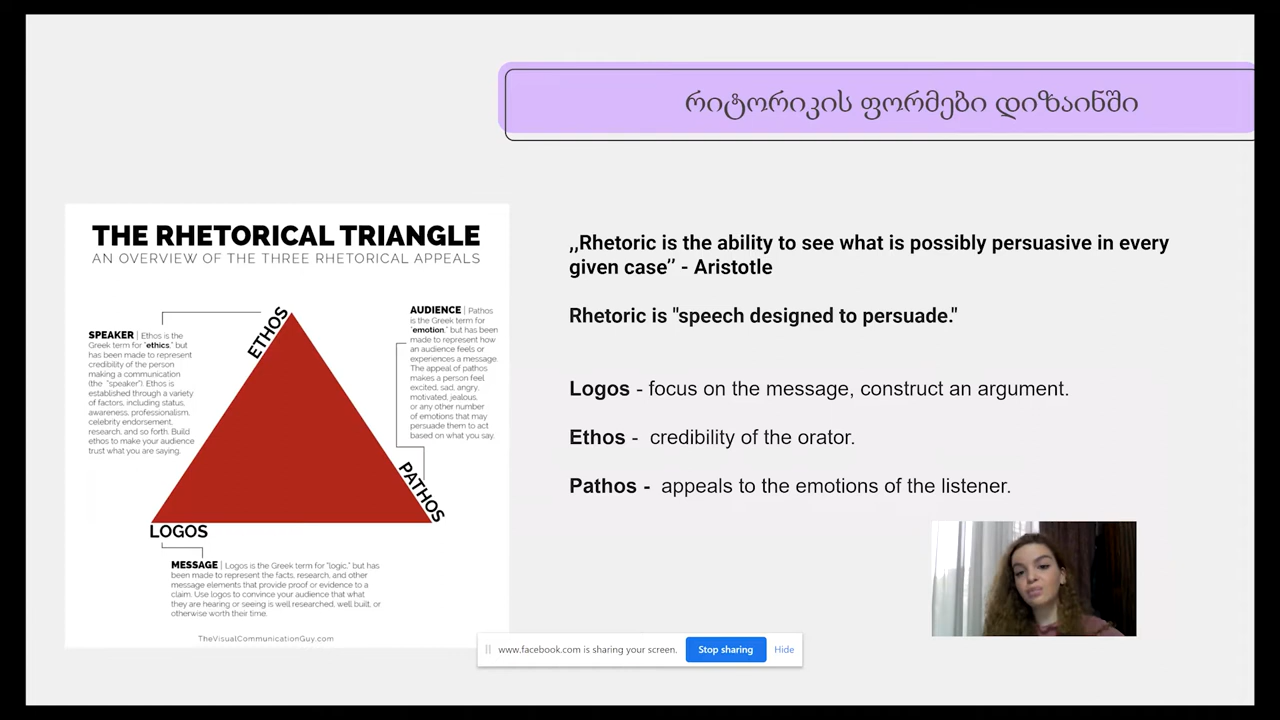 რიტორიკის ფორმები დიზაინში
THE RHETORICAL TRIANGLE
AN OVERVIEW OF THE THREE RHETORICAL APPEALS
ETHOS
SPEAKER | Ethos is the
Greek term for "ethics," but
has been made to represent
credibility of the person
making a communication
(the "speaker"). Ethos is
established through a variety
of factors, including status,
awareness, professionalism,
celebrity endorsement,
research, and so forth. Build
ethos to make your audience
trust what you are saying.
AUDIENCE | Pathos
is the Greek term for
"emotion," but has been
made to represent how
an audience feels or
experiences a message.
The appeal of pathos
makes a person feel
excited, sad, angry,
motivated, jealous,
or any other number
of emotions that may
persuade them to act
based on what you say.
PATHOS
LOGOS
MESSAGE | Logos is the Greek term for "logic," but has
been made to represent the facts, research, and other
message elements that provide proof or evidence to a
claim. Use logos to convince your audience that what
they are hearing or seeing is well researched, well built, or
otherwise worth their time.
TheVisualCommunicationGuy.com
,,Rhetoric is the ability to see what is possibly persuasive in every
given case’’ - Aristotle
Rhetoric is "speech designed to persuade."
Logos - focus on the message, construct an argument.
Ethos - credibility of the orator.
Pathos - appeals to the emotions of the listener.
www.facebook.com is sharing your screen. Stop sharing Hide